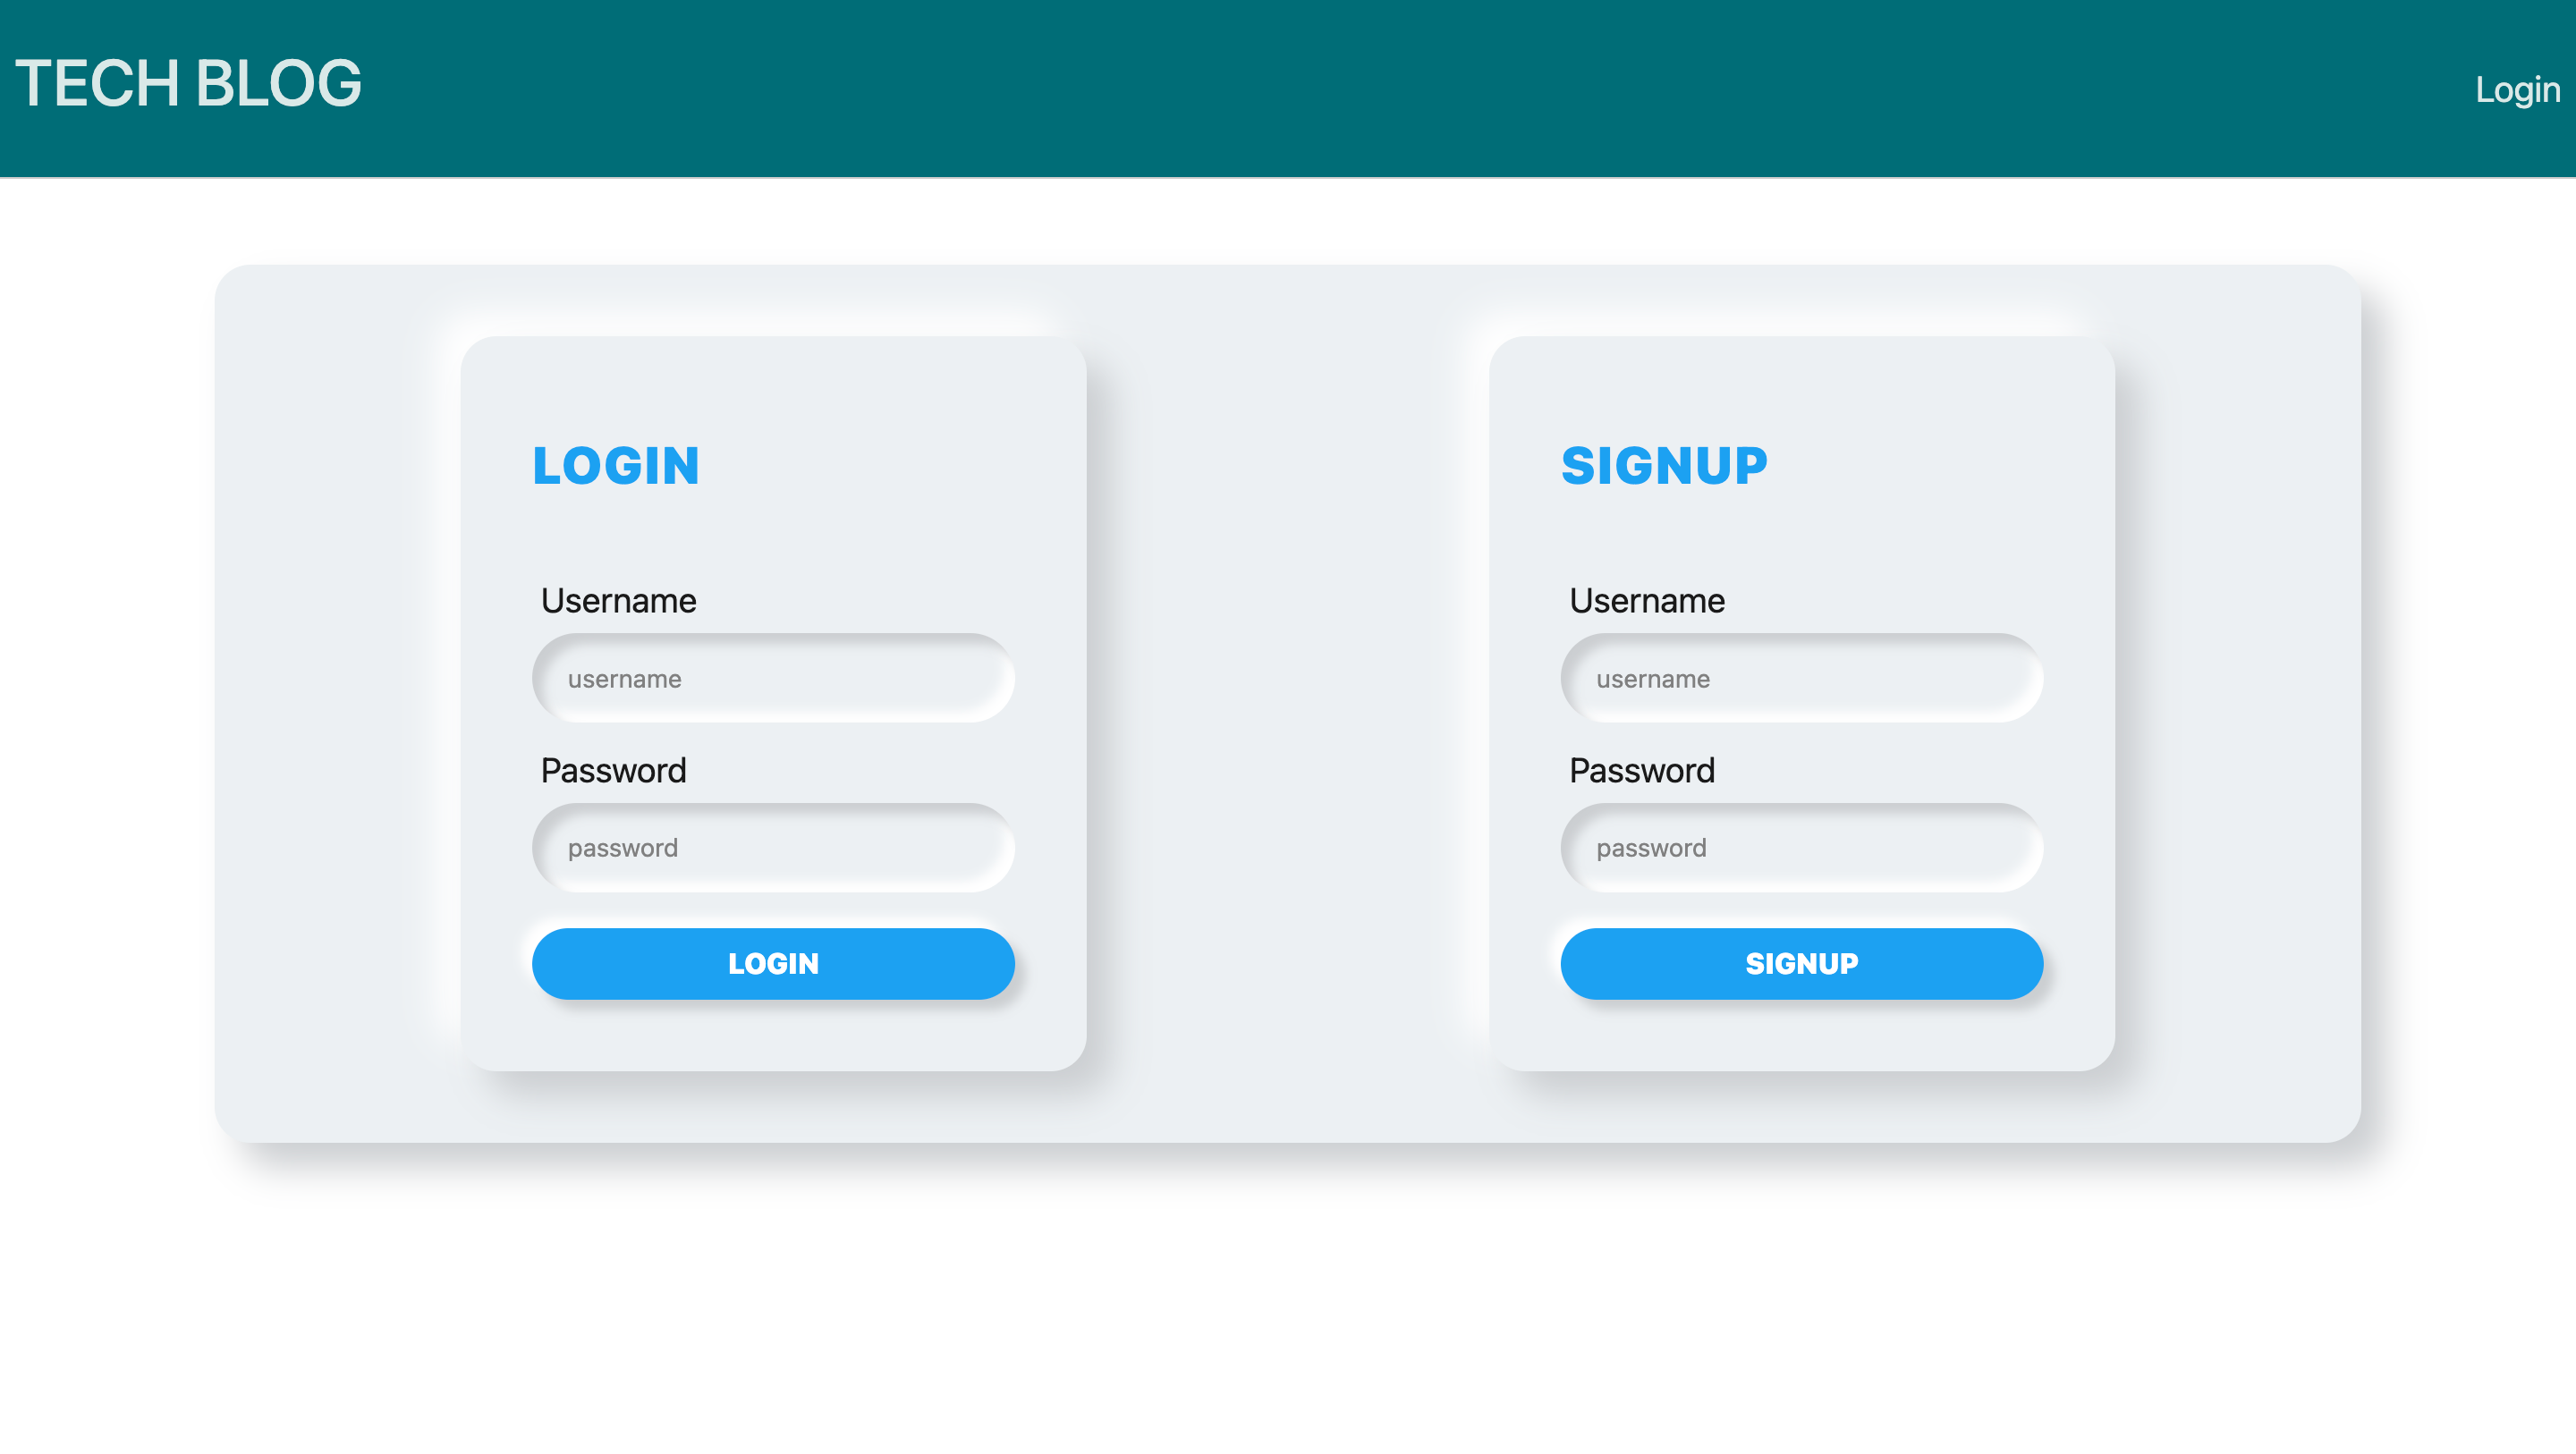 TECH BLOG
Login
LOGIN
Username
username
Password
password
LOGIN
SIGNUP
Username
username
Password
password
SIGNUP